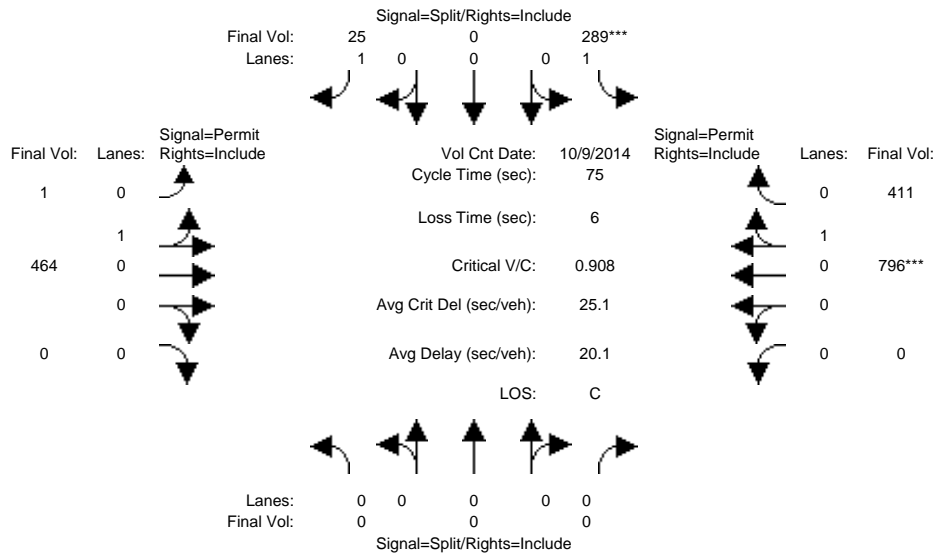 Signal=Split/Rights=Include
Final Vol: 25 0 289***
Lanes: 1 0 0 0 1
Signal=Permit
Final Vol: Lanes: Rights=Include
Vol Cnt Date: 10/9/2014
Signal=Permit
Rights=Include Lanes: Final Vol:
Cycle Time (sec): 75
1 0
0 411
Loss Time (sec): 6
1
1
464 0
Critical V/C: 0.908
0 796***
0
Avg Crit Del (sec/veh): 25.1
0
0 0
Avg Delay (sec/veh): 20.1
0 0
LOS: C
Lanes: 0 0 0 0 0
Final Vol: 0 0 0
Signal=Split/Rights=Include